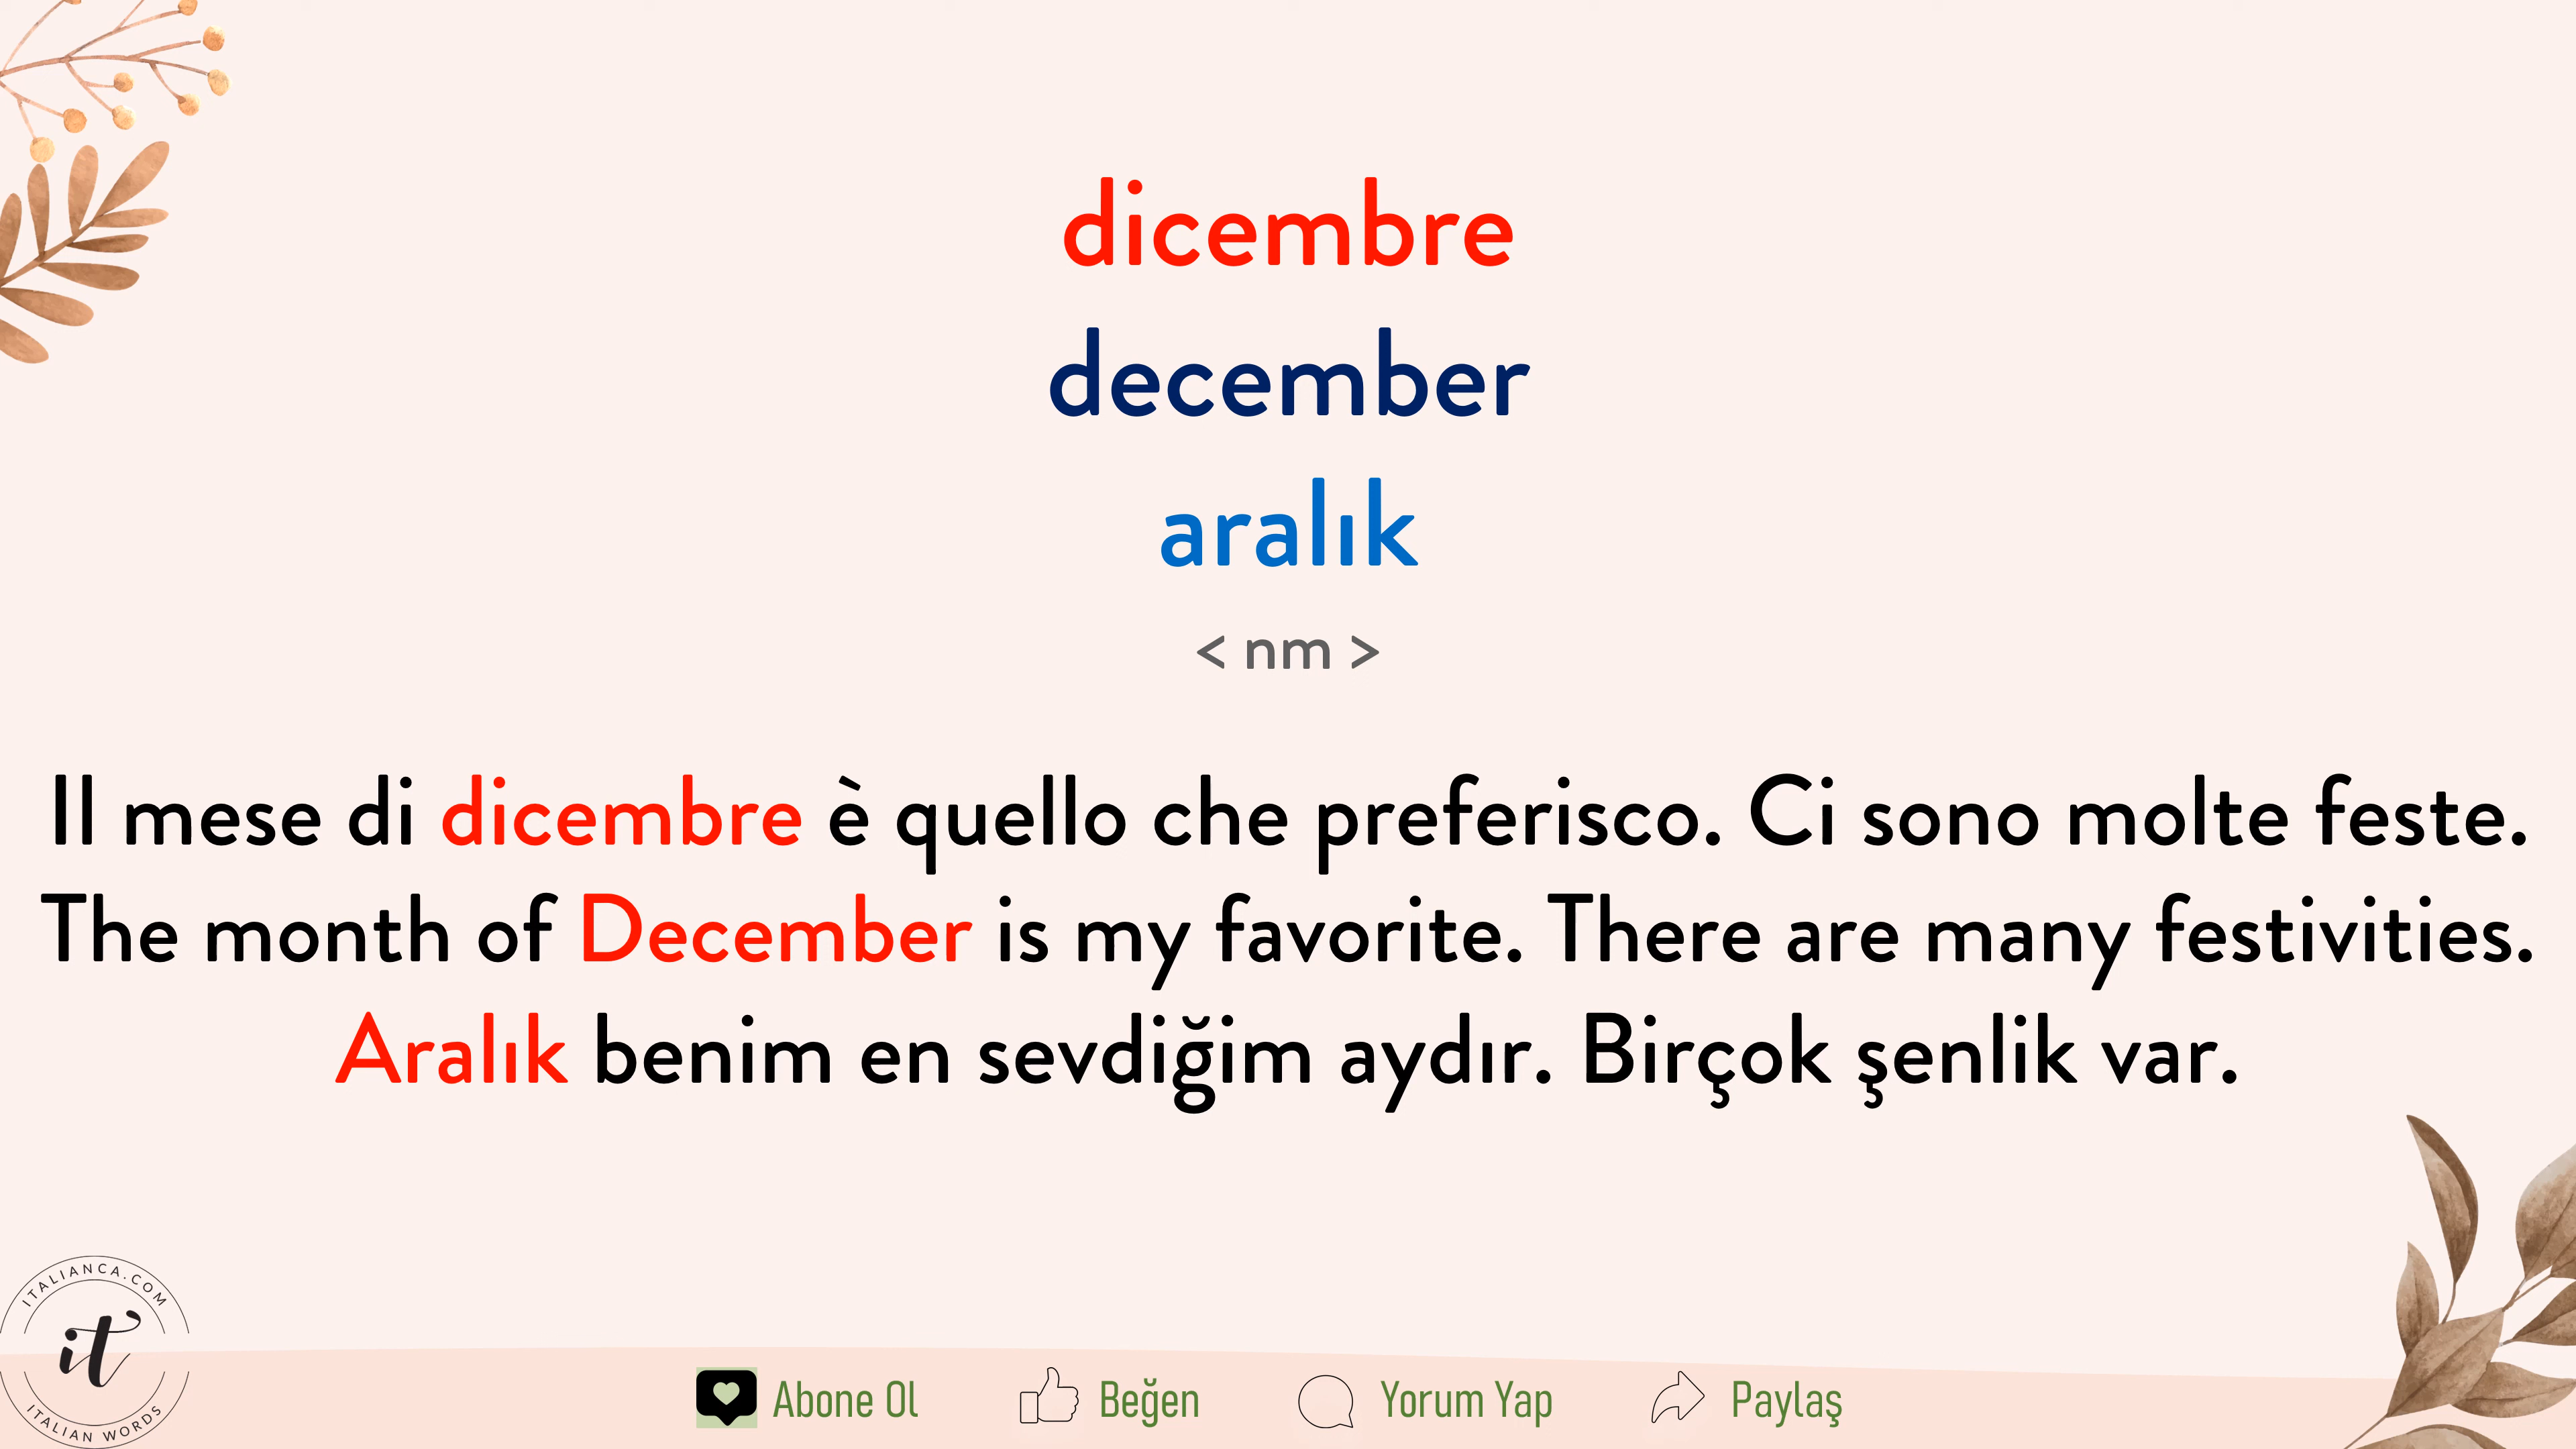 dicembre
december
aralık
< nm >
Il mese di dicembre è quello che preferisco. Ci sono molte feste.
The month of December is my favorite. There are many festivities.
Aralık benim en sevdiğim aydır. Birçok şenlik var.
ITALIANCA.COM
it
ITALIAN WORDS
Abone Ol Beğen Yorum Yap Paylaş